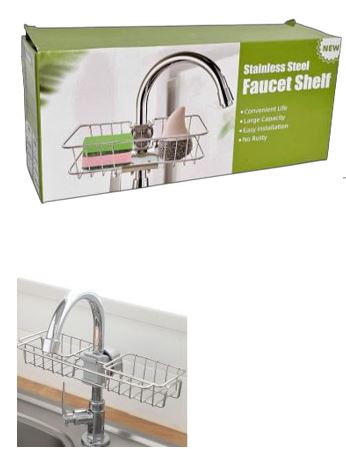 NEW
Stainless Steel
Faucet Shelf
• Convenient Life
• Large Capacity
• Easy Installation
• No Rusty